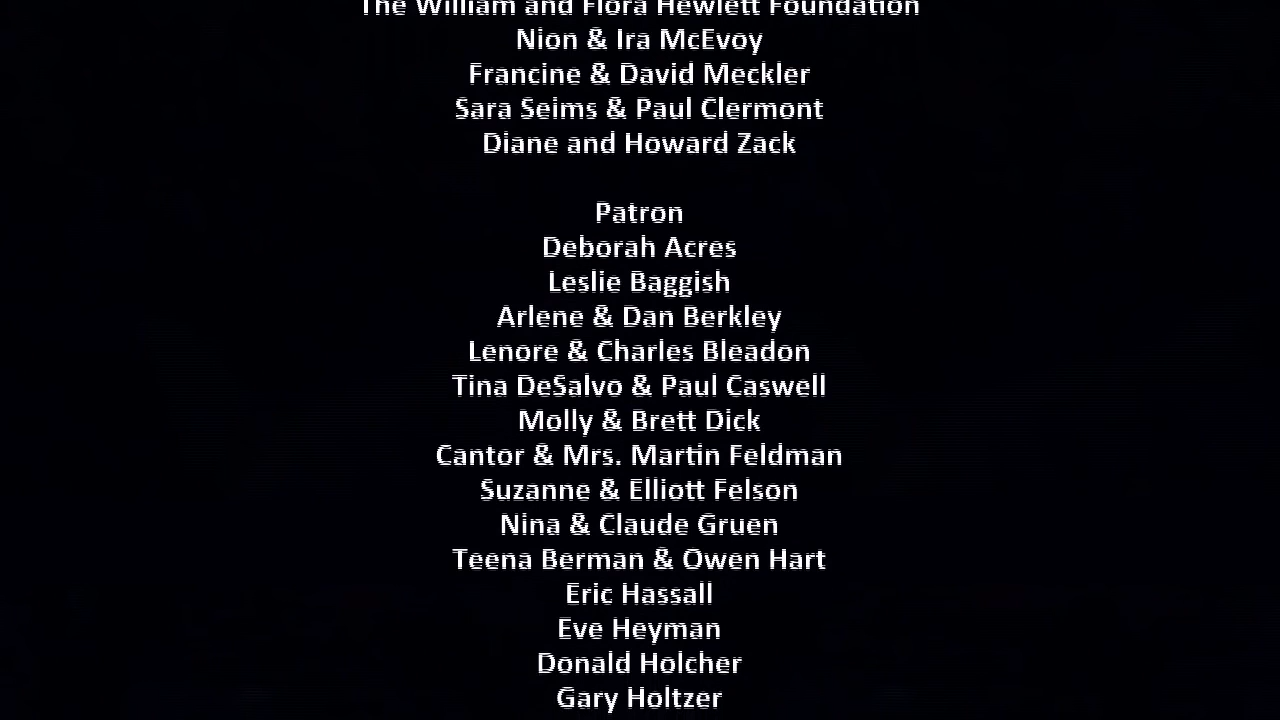 The William and Flora Hewlett Foundation
Nion & Ira McEvoy
Francine & David Meckler
Sara Seims & Paul Clermont
Diane and Howard Zack
Patron
Deborah Acres
Leslie Baggish
Arlene & Dan Berkley
Lenore & Charles Bleadon
Tina DeSalvo & Paul Caswell
Molly & Brett Dick
Cantor & Mrs. Martin Feldman
Suzanne & Elliott Felson
Nina & Claude Gruen
Teena Berman & Owen Hart
Eric Hassall
Eve Heyman
Donald Holcher
Gary Holtzer